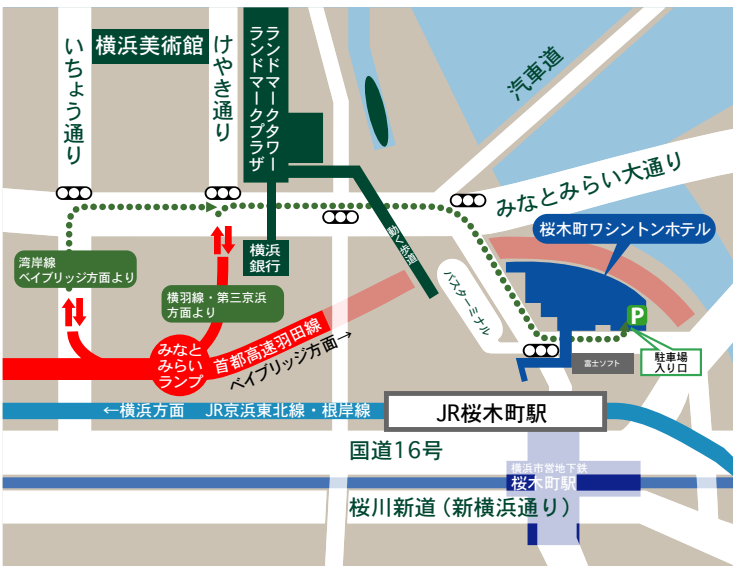 いちょう通り
横浜美術館
けやき通り
ランドマークタワー
ランドマークプラザ
汽車道
みなとみらい大通り
桜木町ワシントンホテル
動く歩道
横浜
銀行
湾岸線
ベイブリッジ方面より
横羽線・第三京浜
方面より
バスターミナル
P
駐車場
入り口
富士ソフト
みなと
みらい
ランプ
首都高速羽田線
ベイブリッジ方面→
←横浜方面 JR京浜東北線・根岸線
JR桜木町駅
国道16号
横浜市営地下鉄
桜木町駅
桜川新道(新横浜通り)